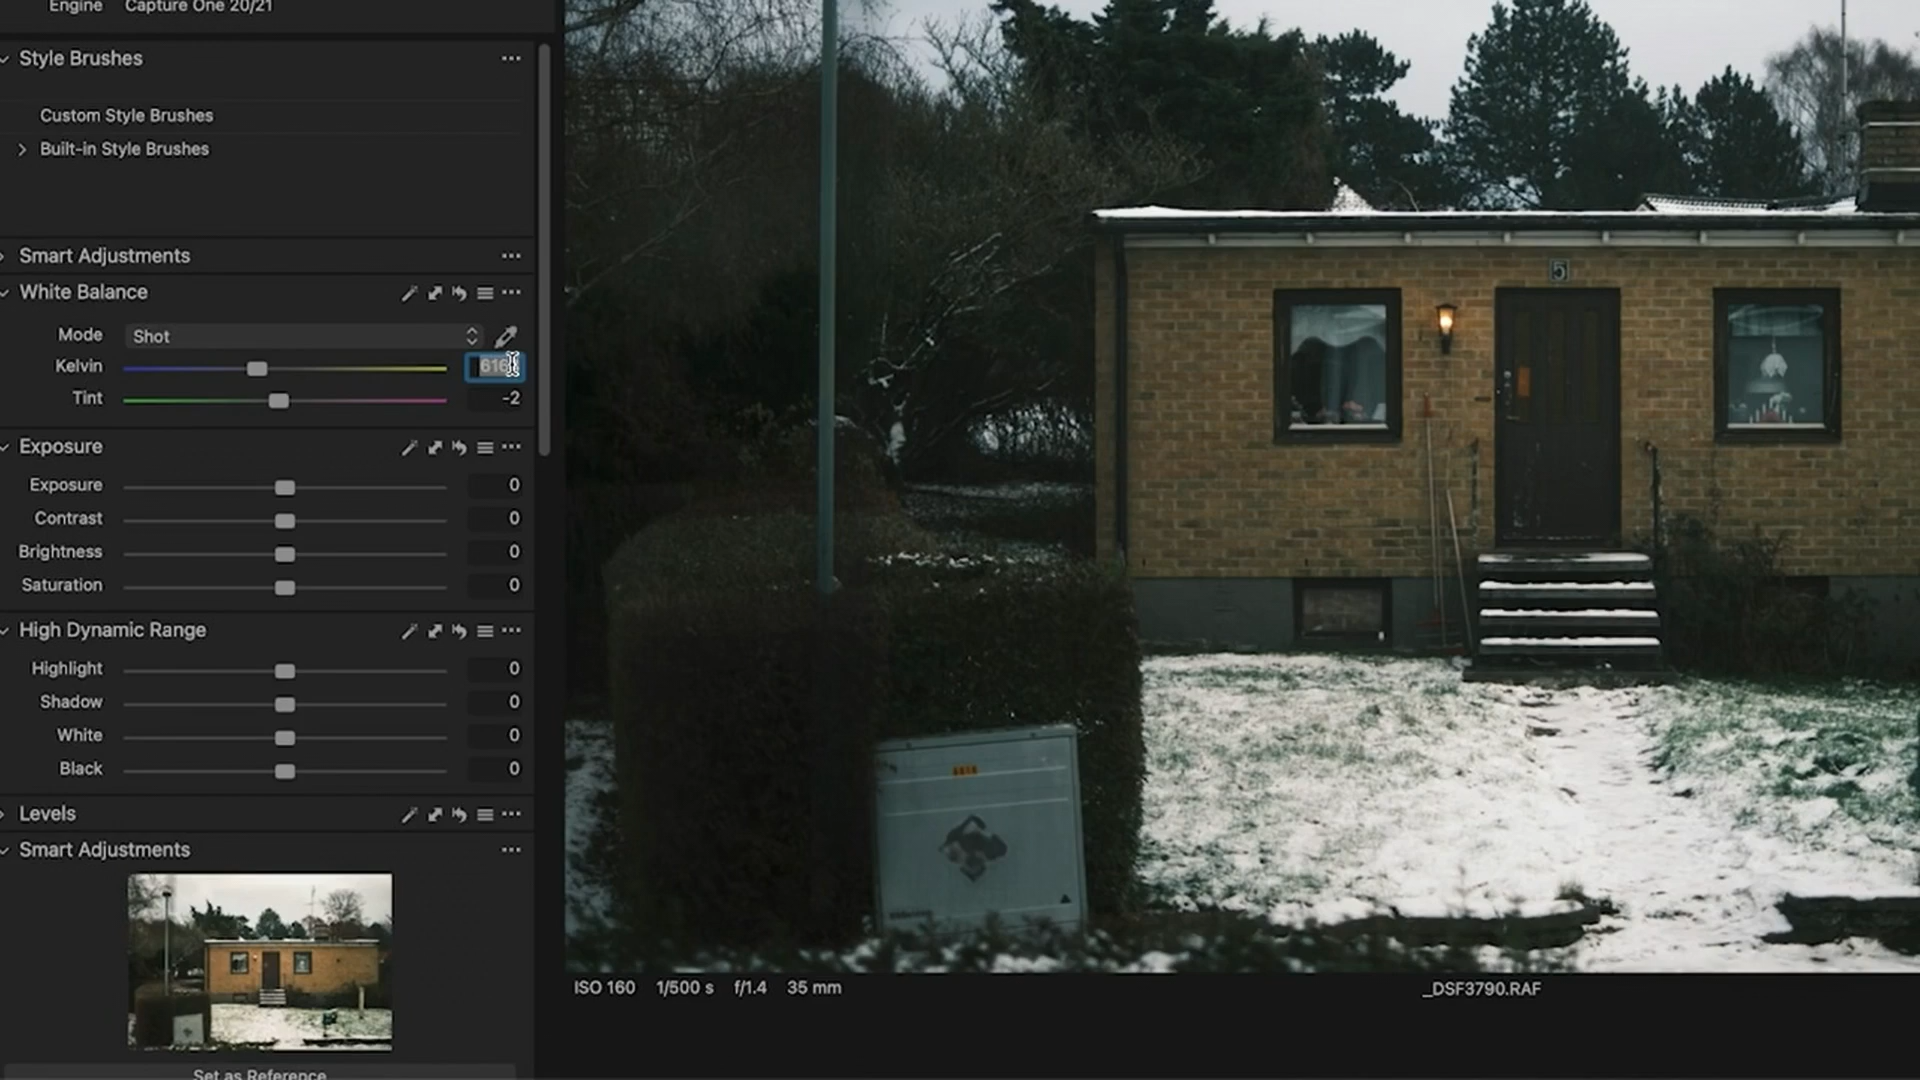 Engine Capture One 20/21
Style Brushes
Custom Style Brushes
Built-in Style Brushes
Smart Adjustments
White Balance
Mode Shot
Kelvin
Tint -2
Exposure
Exposure 0
Contrast 0
Brightness 0
Saturation 0
High Dynamic Range
Highlight 0
Shadow 0
White 0
Black 0
Levels
Smart Adjustments
Set as Reference
5
ISO 160 1/500 s f/1.4 35 mm
_DSF3790.RAF